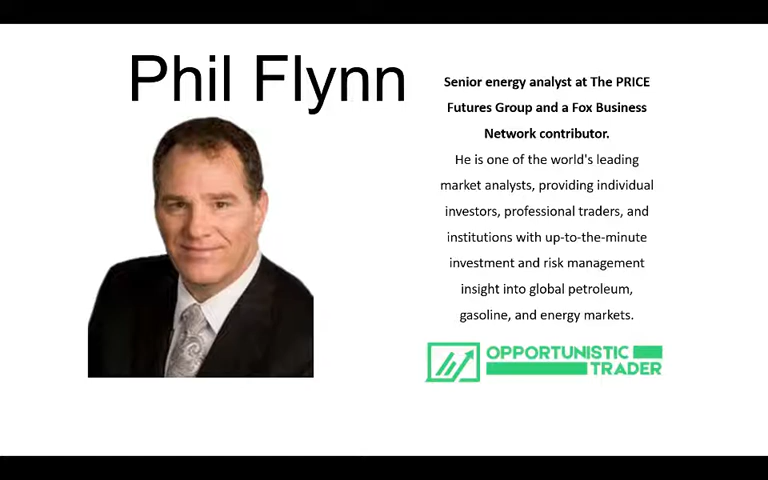 Phil Flynn
Senior energy analyst at The PRICE
Futures Group and a Fox Business
Network contributor.
He is one of the world's leading
market analysts, providing individual
investors, professional traders, and
institutions with up-to-the-minute
investment and risk management
insight into global petroleum,
gasoline, and energy markets.
OPPORTUNISTIC
TRADER